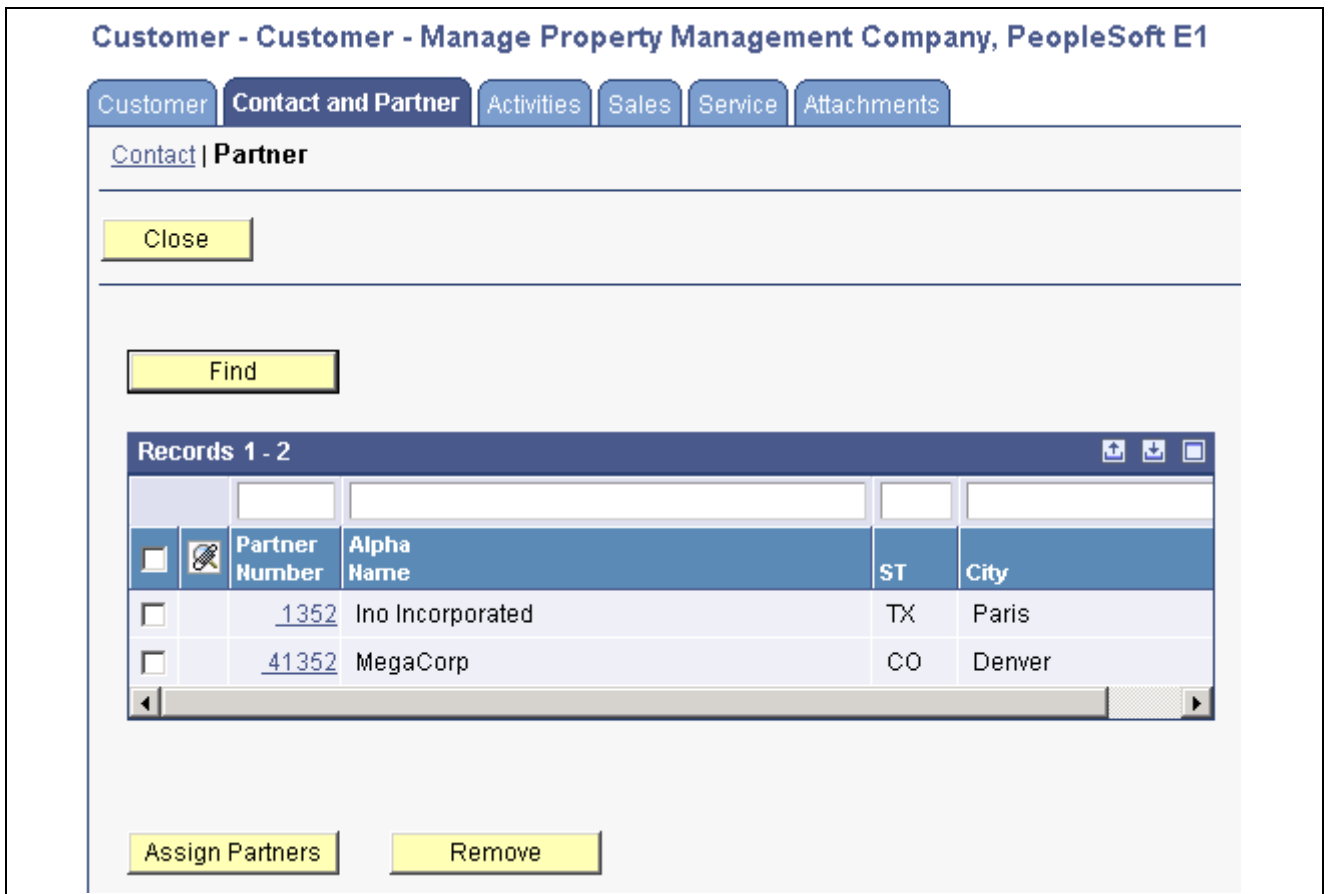 Customer - Customer - Manage Property Management Company, PeopleSoft E1
Customer Contact and Partner Activities Sales Service Attachments
Contact | Partner
Close
Find
Records 1 - 2
Partner Number Alpha Name ST City
1352 Ino Incorporated TX Paris
41352 MegaCorp CO Denver
Assign Partners Remove